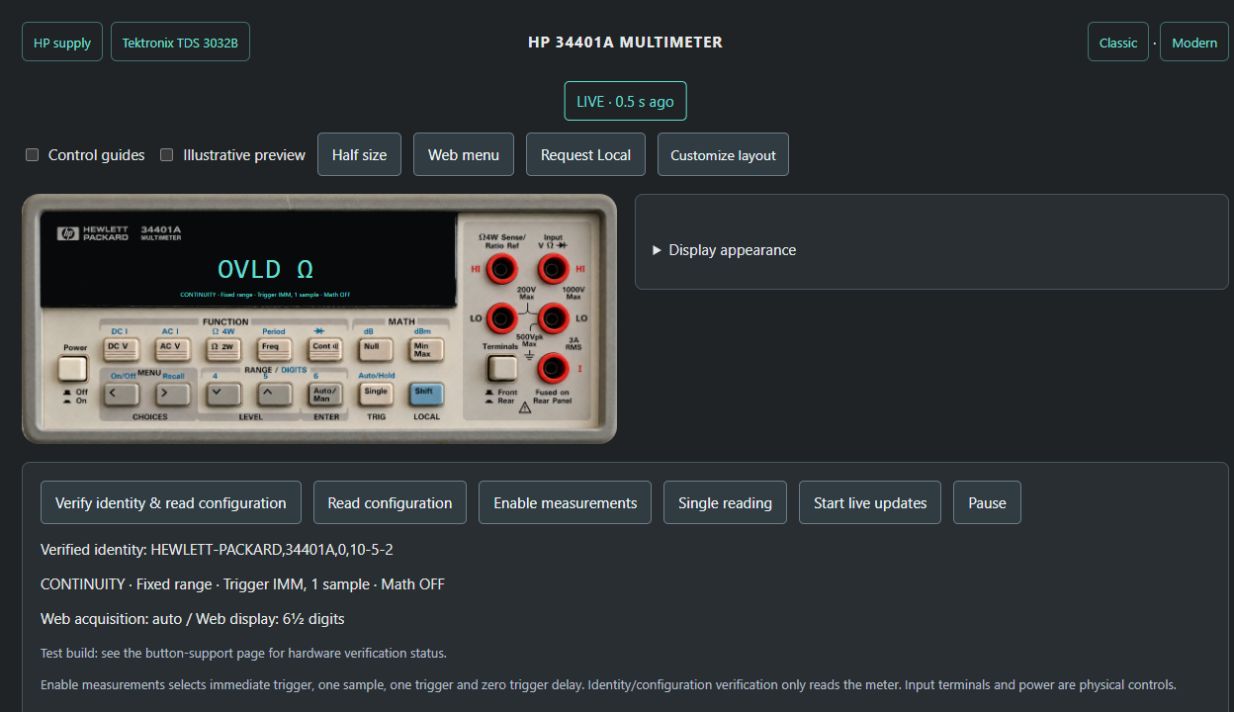 HP supply
Tektronix TDS 3032B
HP 34401A MULTIMETER
Classic
·
Modern
LIVE · 0.5 s ago
Control guides
Illustrative preview
Half size
Web menu
Request Local
Customize layout
hp HEWLETT PACKARD
34401A MULTIMETER
OVLD Ω
CONTINUITY · Fixed range · Trigger IMM, 1 sample · Math OFF
Ω4W Sense/ Ratio Ref
Input V Ω
HI
HI
200V Max
1000V Max
LO
LO
500Vpk Max
Terminals
3A RMS
I
Front
Rear
Fused on Rear Panel
FUNCTION
MATH
DC I
AC I
Ω 4W
Period
dB
dBm
Power
DC V
AC V
Ω 2W
Freq
Cont
Null
Min Max
Off
On
On/Off
MENU
Recall
RANGE / DIGITS
4
5
6
Auto/Hold
<
>
Auto/ Man
Single
Shift
CHOICES
LEVEL
ENTER
TRIG
LOCAL
Display appearance
Verify identity & read configuration
Read configuration
Enable measurements
Single reading
Start live updates
Pause
Verified identity: HEWLETT-PACKARD,34401A,0,10-5-2
CONTINUITY · Fixed range · Trigger IMM, 1 sample · Math OFF
Web acquisition: auto / Web display: 6½ digits
Test build: see the button-support page for hardware verification status.
Enable measurements selects immediate trigger, one sample, one trigger and zero trigger delay. Identity/configuration verification only reads the meter. Input terminals and power are physical controls.